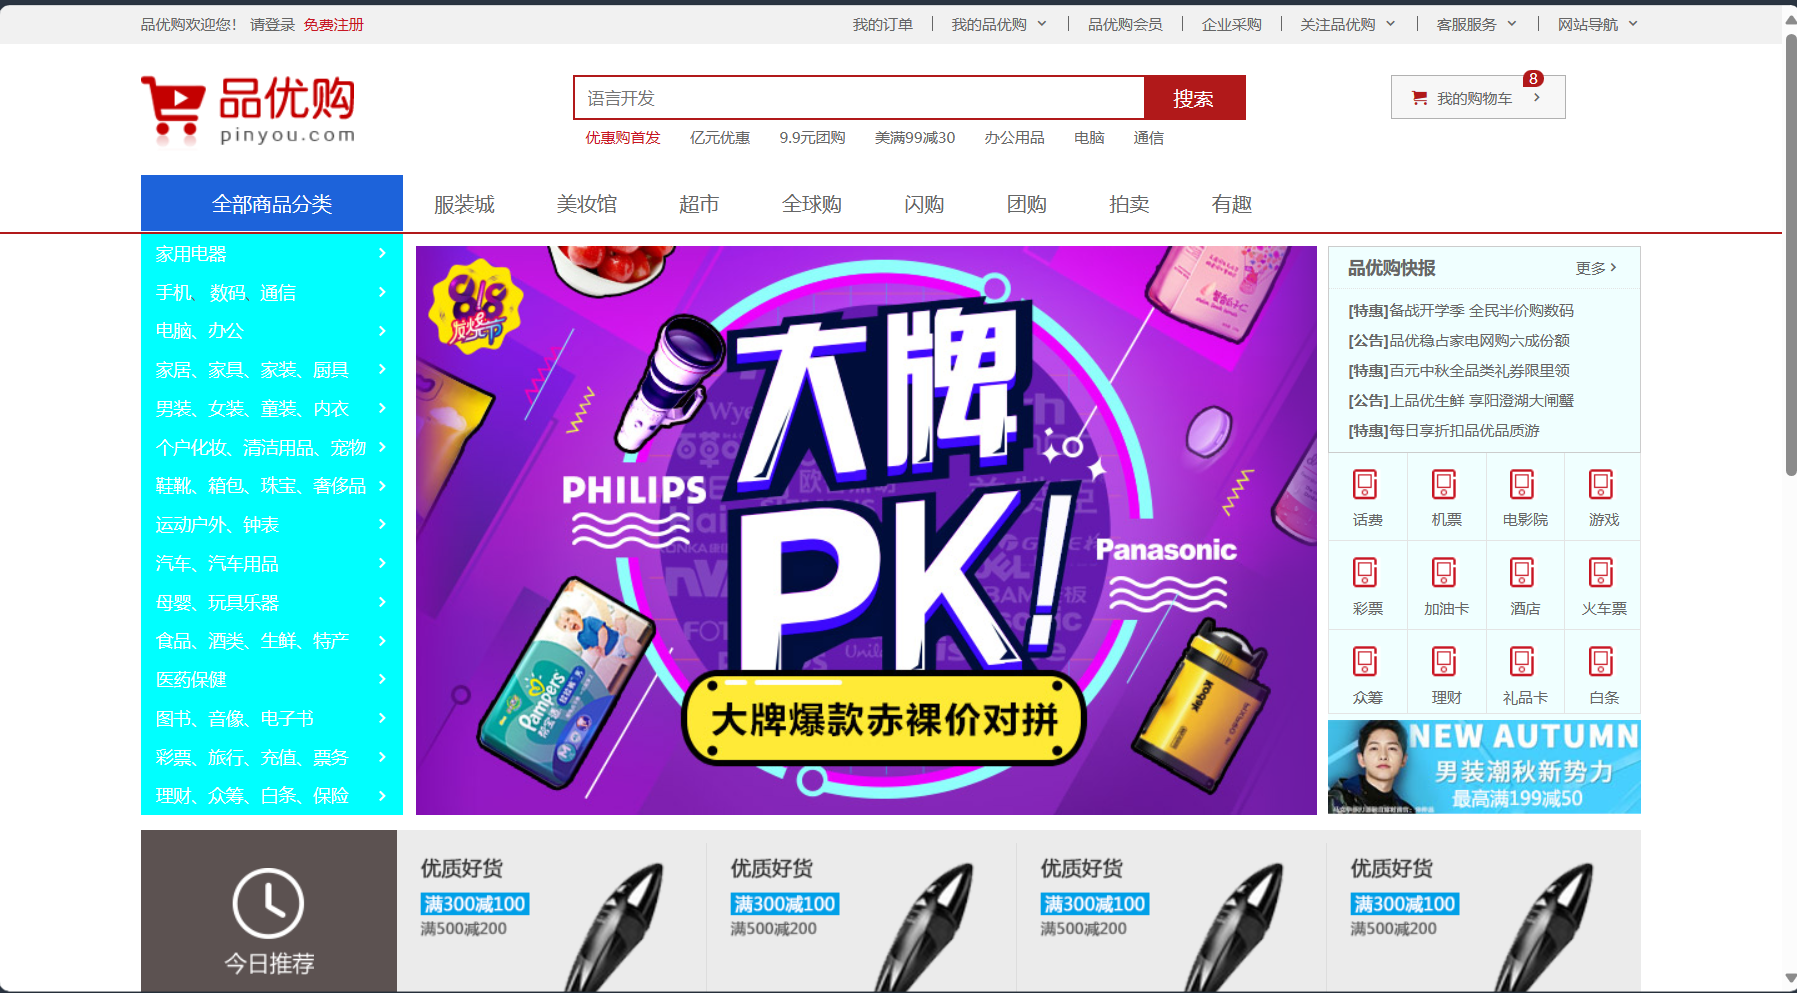 品优购欢迎您！ 请登录 免费注册
我的订单 我的品优购 品优购会员 企业采购 关注品优购 客服服务 网站导航
品优购
pinyou.com
语言开发
搜索
8
我的购物车
优惠购首发 亿元优惠 9.9元团购 美满99减30 办公用品 电脑 通信
全部商品分类 服装城 美妆馆 超市 全球购 闪购 团购 拍卖 有趣
家用电器
手机、数码、通信
电脑、办公
家居、家具、家装、厨具
男装、女装、童装、内衣
个户化妆、清洁用品、宠物
鞋靴、箱包、珠宝、奢侈品
运动户外、钟表
汽车、汽车用品
母婴、玩具乐器
食品、酒类、生鲜、特产
医药保健
图书、音像、电子书
彩票、旅行、充值、票务
理财、众筹、白条、保险
818
发烧节
大牌
PK!
PHILIPS
Panasonic
Pampers
帮宝适
Kodak
大牌爆款赤裸价对拼
品优购快报 更多
[特惠]备战开学季 全民半价购数码
[公告]品优稳占家电网购六成份额
[特惠]百元中秋全品类礼券限里领
[公告]上品优生鲜 享阳澄湖大闸蟹
[特惠]每日享折扣品优品质游
话费 机票 电影院 游戏
彩票 加油卡 酒店 火车票
众筹 理财 礼品卡 白条
NEW AUTUMN
男装潮秋新势力
最高满199减50
今日推荐
优质好货
满300减100
满500减200
优质好货
满300减100
满500减200
优质好货
满300减100
满500减200
优质好货
满300减100
满500减200